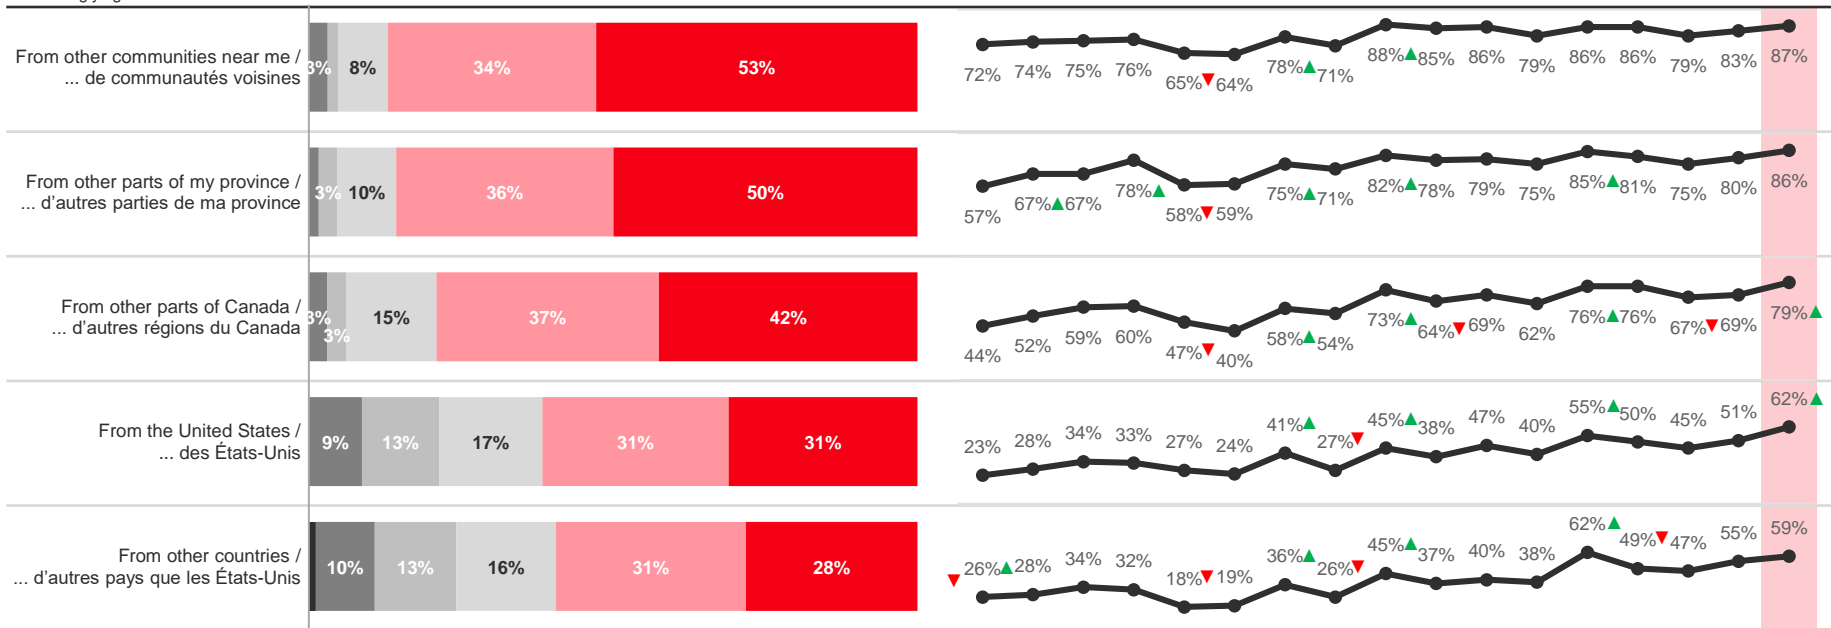 From other communities near me /
... de communautés voisines
3% 8% 34% 53%
72% 74% 75% 76% 65% 64% 78% 71% 88% 85% 86% 79% 86% 86% 79% 83% 87%
From other parts of my province /
... d'autres parties de ma province
3% 10% 36% 50%
57% 67% 67% 78% 58% 59% 75% 71% 82% 78% 79% 75% 85% 81% 75% 80% 86%
From other parts of Canada /
... d'autres régions du Canada
3% 3% 15% 37% 42%
44% 52% 59% 60% 47% 40% 58% 54% 73% 64% 69% 62% 76% 76% 67% 69% 79%
From the United States /
... des États-Unis
9% 13% 17% 31% 31%
23% 28% 34% 33% 27% 24% 41% 27% 45% 38% 47% 40% 55% 50% 45% 51% 62%
From other countries /
... d'autres pays que les États-Unis
10% 13% 16% 31% 28%
26% 28% 34% 32% 18% 19% 36% 26% 45% 37% 40% 38% 62% 49% 47% 55% 59%